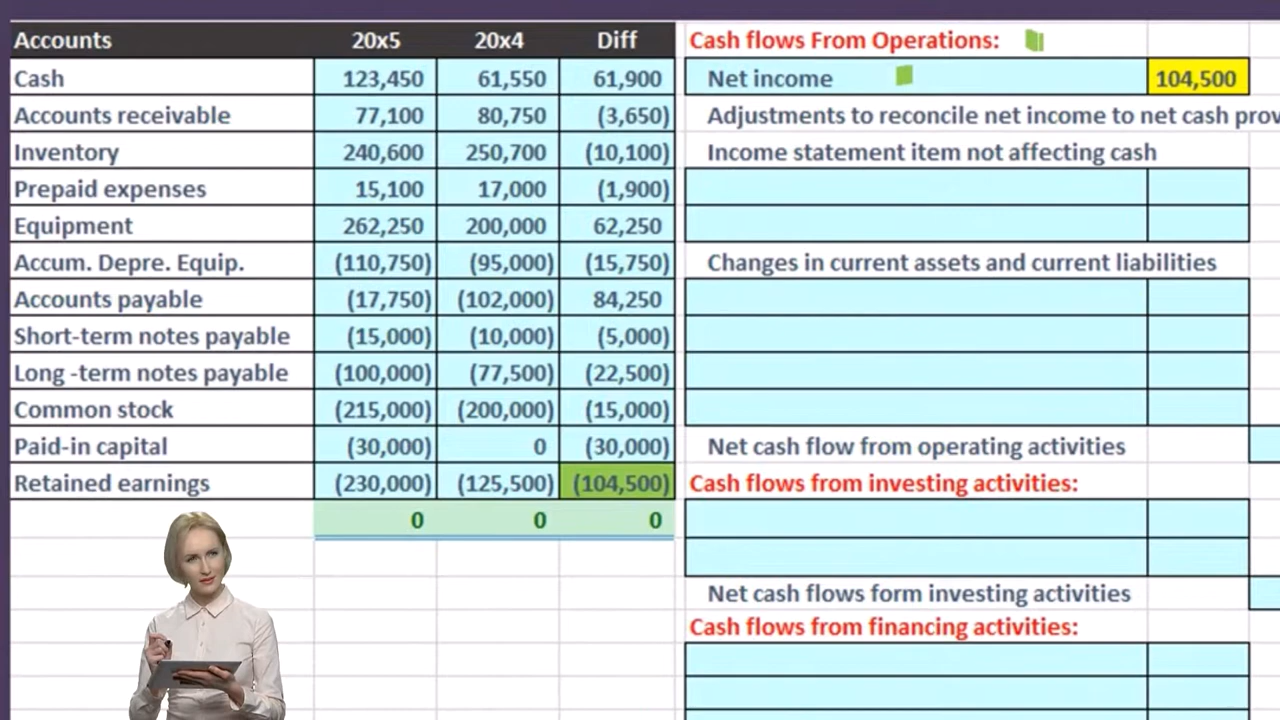 Accounts 20x5 20x4 Diff
Cash 123,450 61,550 61,900
Accounts receivable 77,100 80,750 (3,650)
Inventory 240,600 250,700 (10,100)
Prepaid expenses 15,100 17,000 (1,900)
Equipment 262,250 200,000 62,250
Accum. Depre. Equip. (110,750) (95,000) (15,750)
Accounts payable (17,750) (102,000) 84,250
Short-term notes payable (15,000) (10,000) (5,000)
Long -term notes payable (100,000) (77,500) (22,500)
Common stock (215,000) (200,000) (15,000)
Paid-in capital (30,000) 0 (30,000)
Retained earnings (230,000) (125,500) (104,500)
0 0 0
Cash flows From Operations:
Net income 104,500
Adjustments to reconcile net income to net cash prov
Income statement item not affecting cash
Changes in current assets and current liabilities
Net cash flow from operating activities
Cash flows from investing activities:
Net cash flows form investing activities
Cash flows from financing activities: